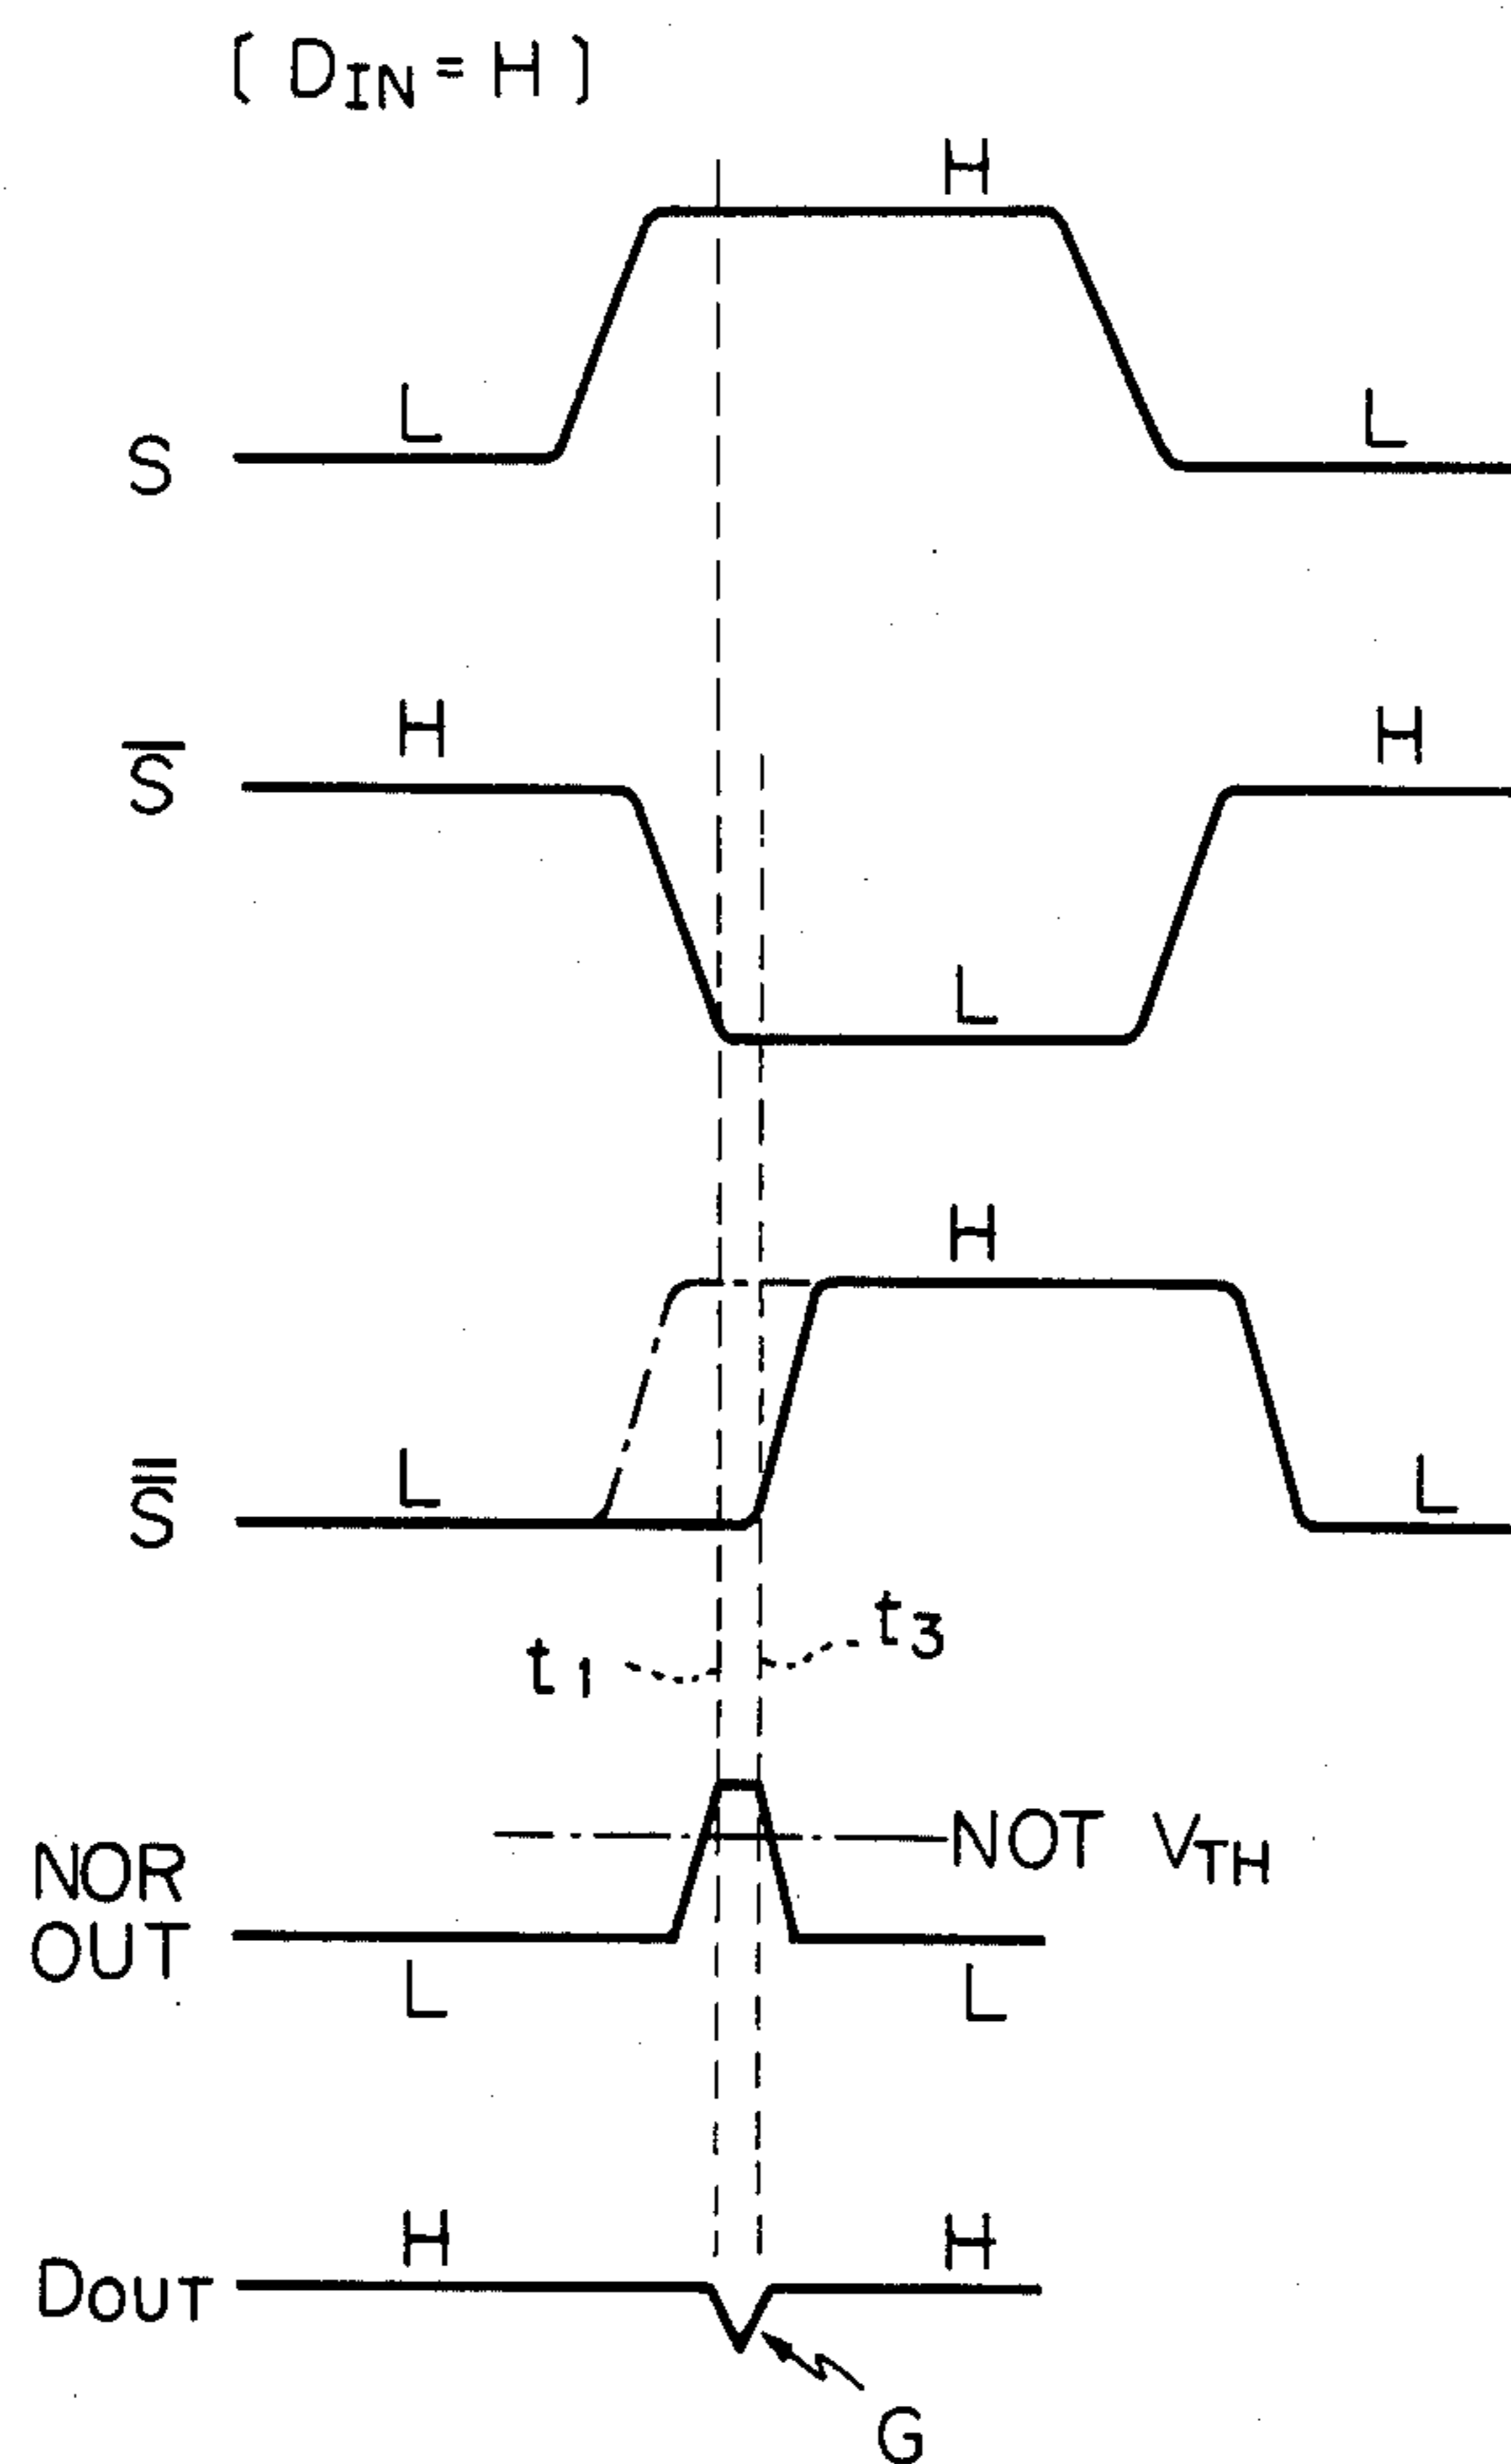 [ DIN = H ]
H
L
L
S
H
H
S̅
L
H
L
L
S̿
t1
t3
NOT VTH
NOR
OUT
L
L
H
H
DOUT
G